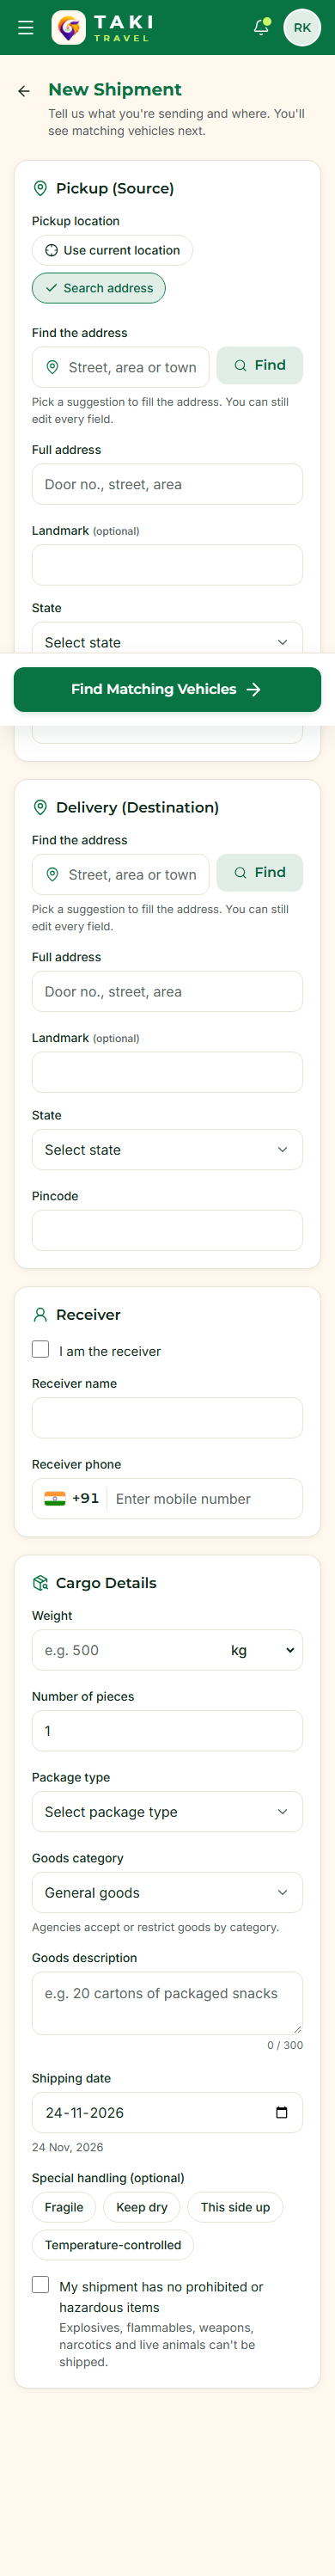 TAKI
TRAVEL
RK
New Shipment
Tell us what you're sending and where. You'll
see matching vehicles next.
Pickup (Source)
Pickup location
Use current location
Search address
Find the address
Street, area or town
Find
Pick a suggestion to fill the address. You can still
edit every field.
Full address
Door no., street, area
Landmark (optional)
State
Select state
Find Matching Vehicles
Delivery (Destination)
Find the address
Street, area or town
Find
Pick a suggestion to fill the address. You can still
edit every field.
Full address
Door no., street, area
Landmark (optional)
State
Select state
Pincode
Receiver
I am the receiver
Receiver name
Receiver phone
+91 Enter mobile number
Cargo Details
Weight
e.g. 500 kg
Number of pieces
1
Package type
Select package type
Goods category
General goods
Agencies accept or restrict goods by category.
Goods description
e.g. 20 cartons of packaged snacks
0 / 300
Shipping date
24-11-2026
24 Nov, 2026
Special handling (optional)
Fragile Keep dry This side up
Temperature-controlled
My shipment has no prohibited or
hazardous items
Explosives, flammables, weapons,
narcotics and live animals can't be
shipped.